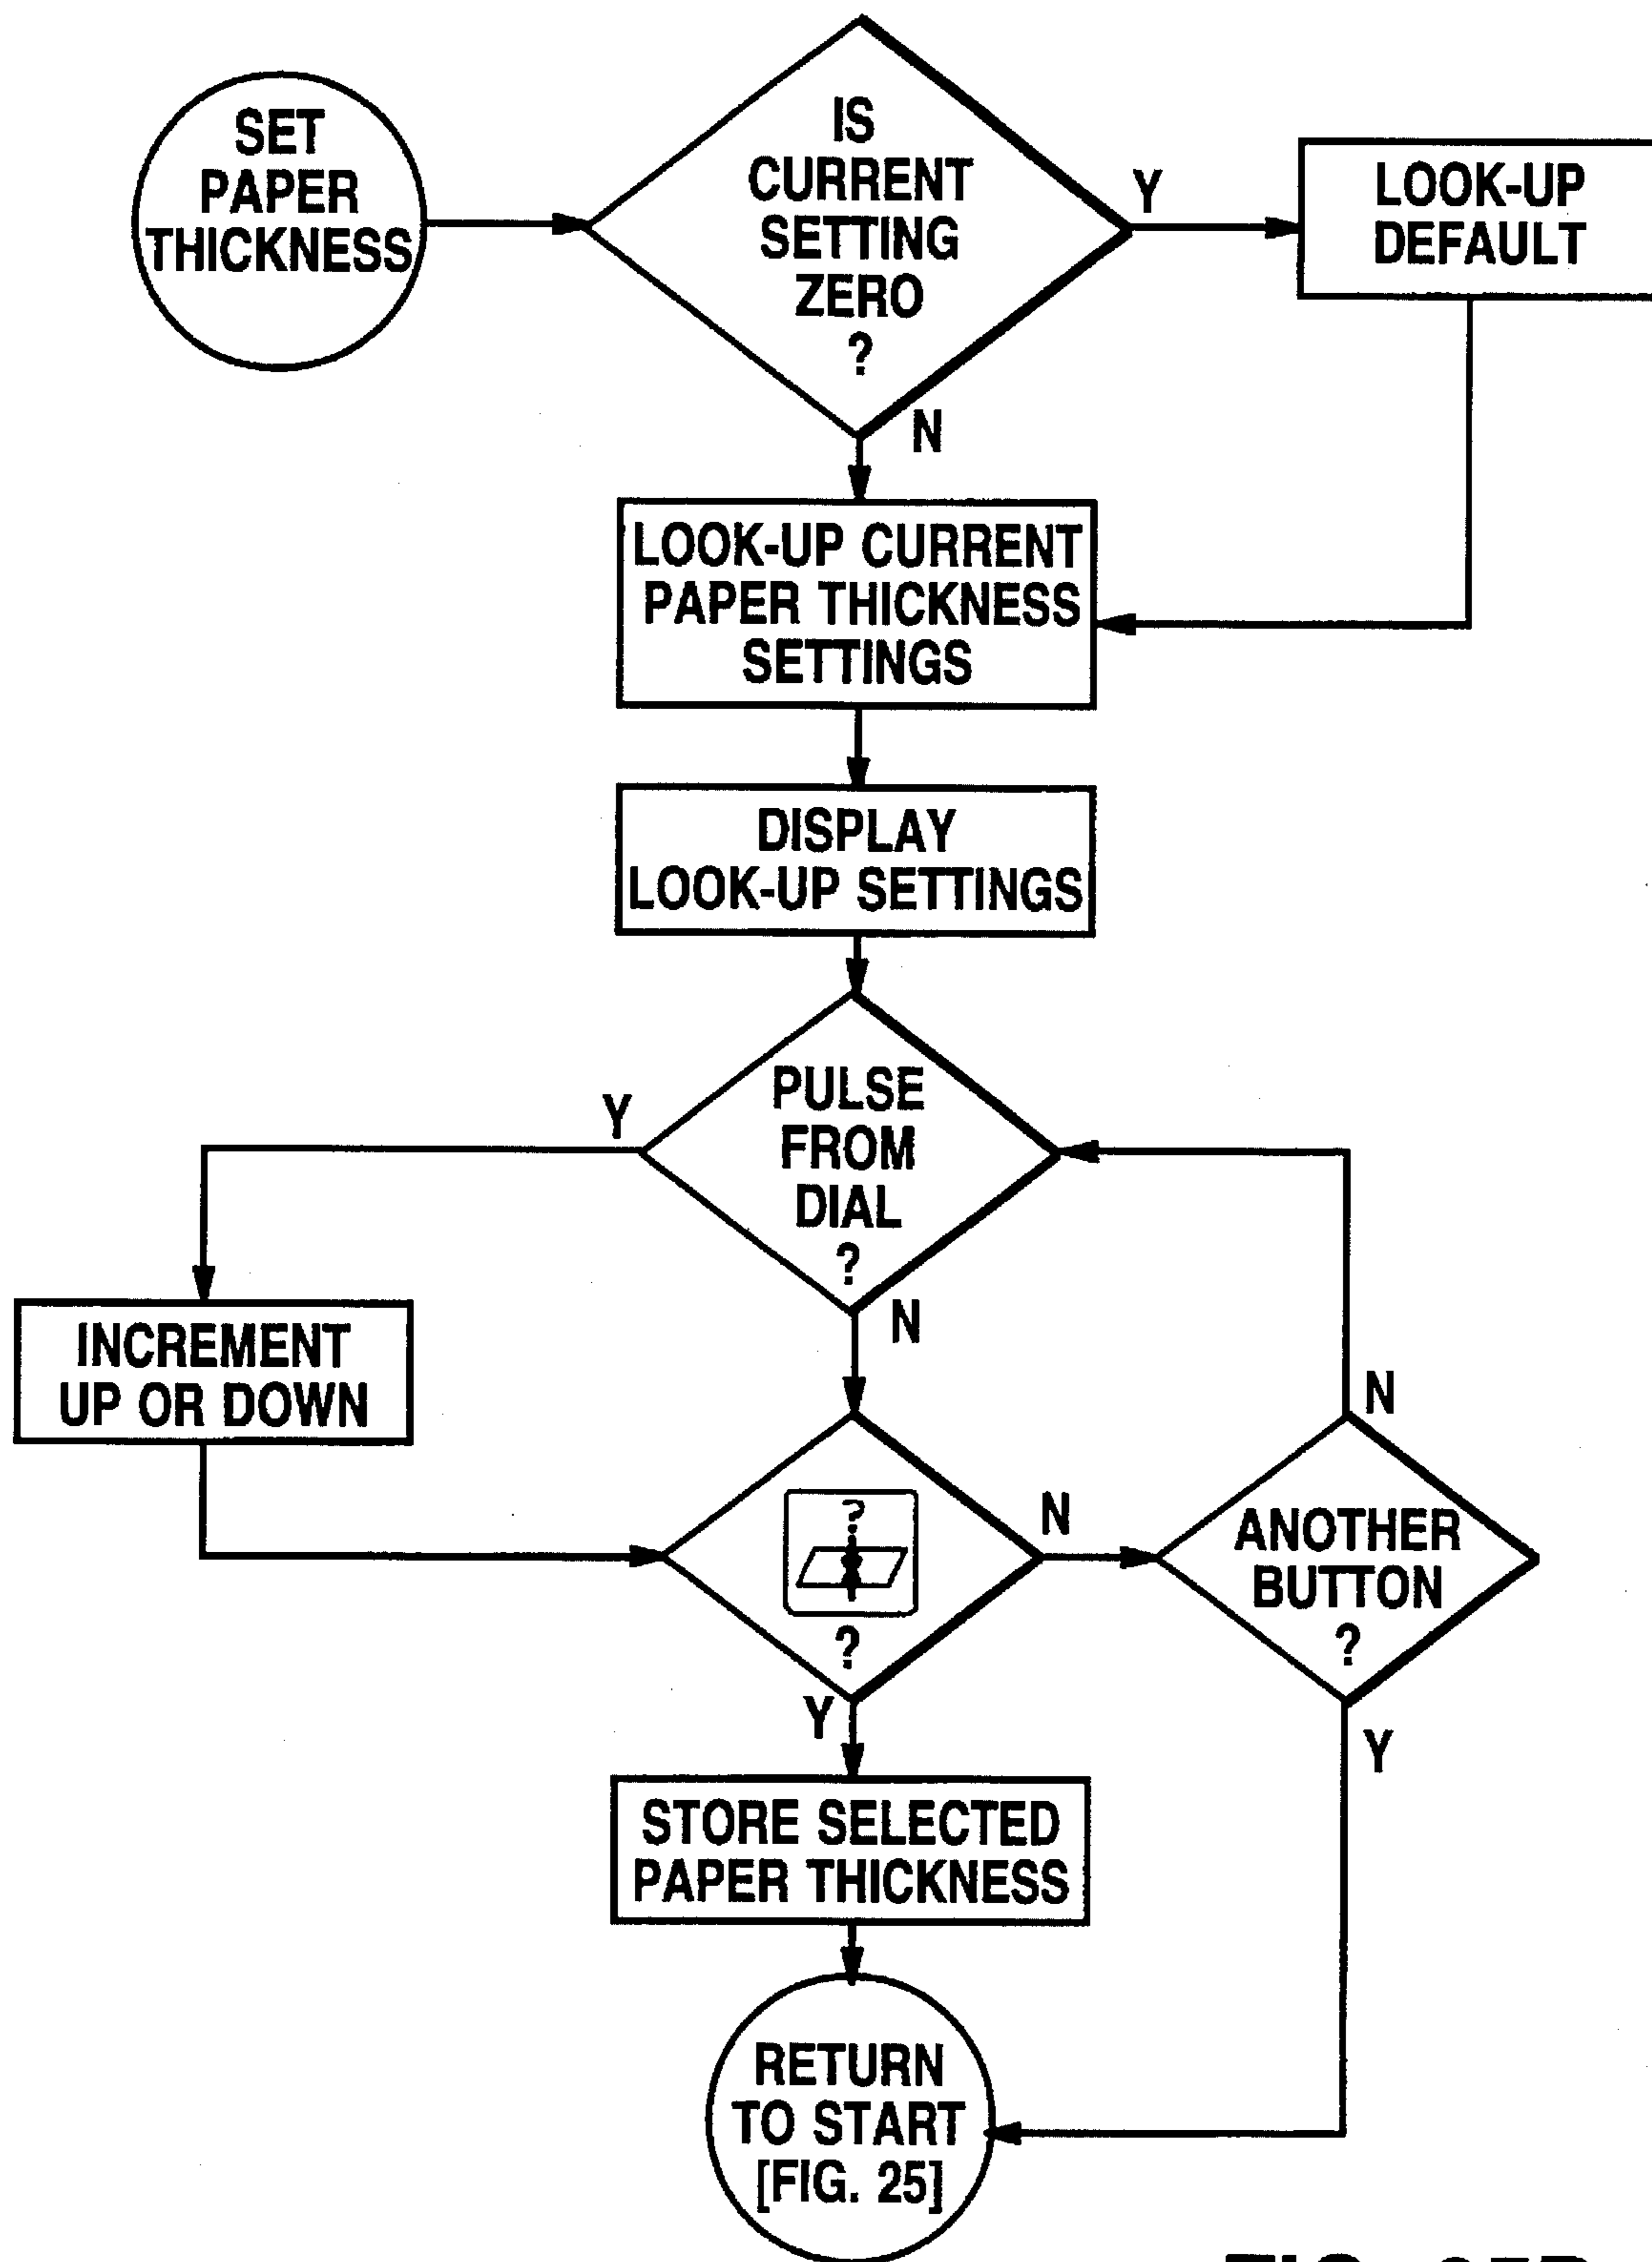 SET
PAPER
THICKNESS
IS
CURRENT
SETTING
ZERO
?
Y
LOOK-UP
DEFAULT
N
LOOK-UP CURRENT
PAPER THICKNESS
SETTINGS
DISPLAY
LOOK-UP SETTINGS
PULSE
FROM
DIAL
?
Y
N
INCREMENT
UP OR DOWN
?
?
N
ANOTHER
BUTTON
?
N
Y
Y
STORE SELECTED
PAPER THICKNESS
RETURN
TO START
[FIG. 25]